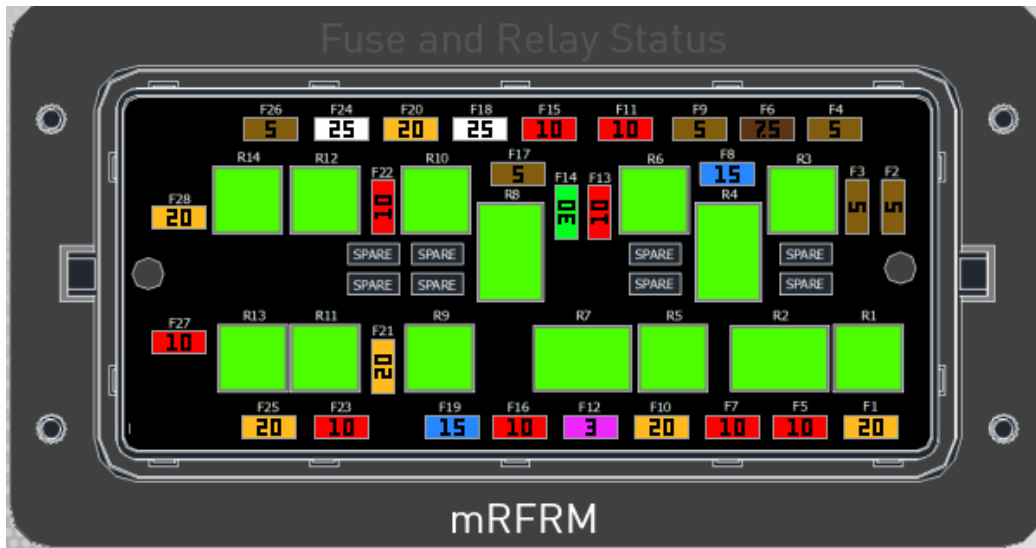 Fuse and Relay Status
F26 F24 F20 F18 F15 F11 F9 F6 F4
5 25 20 25 10 10 5 7.5 5
R14 R12 F22 R10 F17 F14 F13 R6 F8 R3 F3 F2
10 5 30 10 15 5 5
F28 R8 R4
20
SPARE SPARE SPARE SPARE
SPARE SPARE SPARE SPARE
F27 R13 R11 F21 R9 R7 R5 R2 R1
10 20
F25 F23 F19 F16 F12 F10 F7 F5 F1
20 10 15 10 3 20 10 10 20
mRFRM